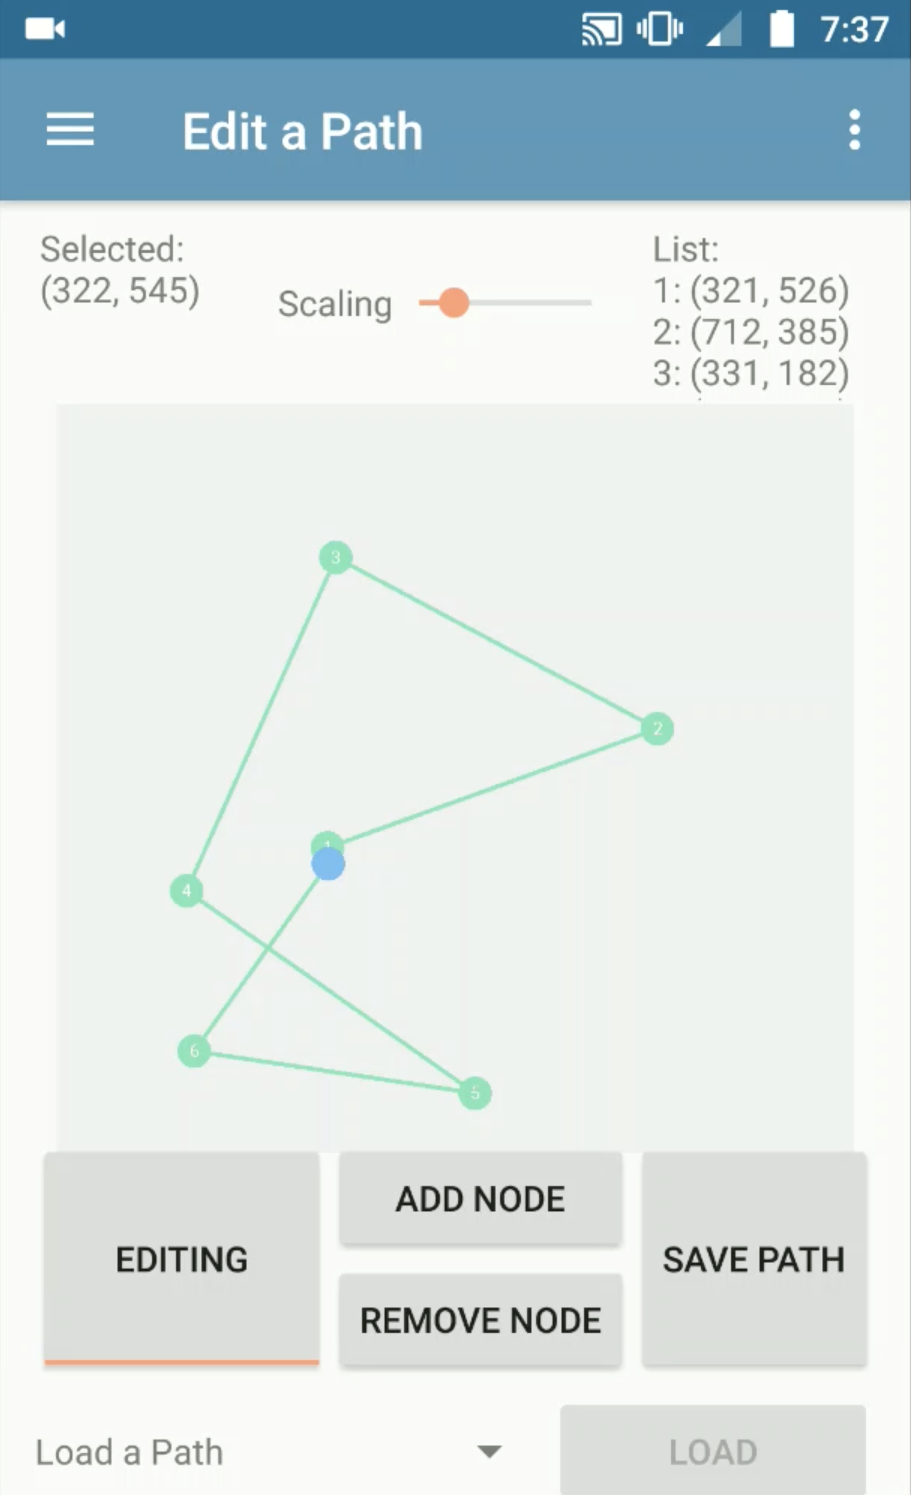 7:37
Edit a Path
Selected:
(322, 545)
Scaling
List:
1: (321, 526)
2: (712, 385)
3: (331, 182)
3
2
1
4
6
5
EDITING
ADD NODE
REMOVE NODE
SAVE PATH
Load a Path
LOAD